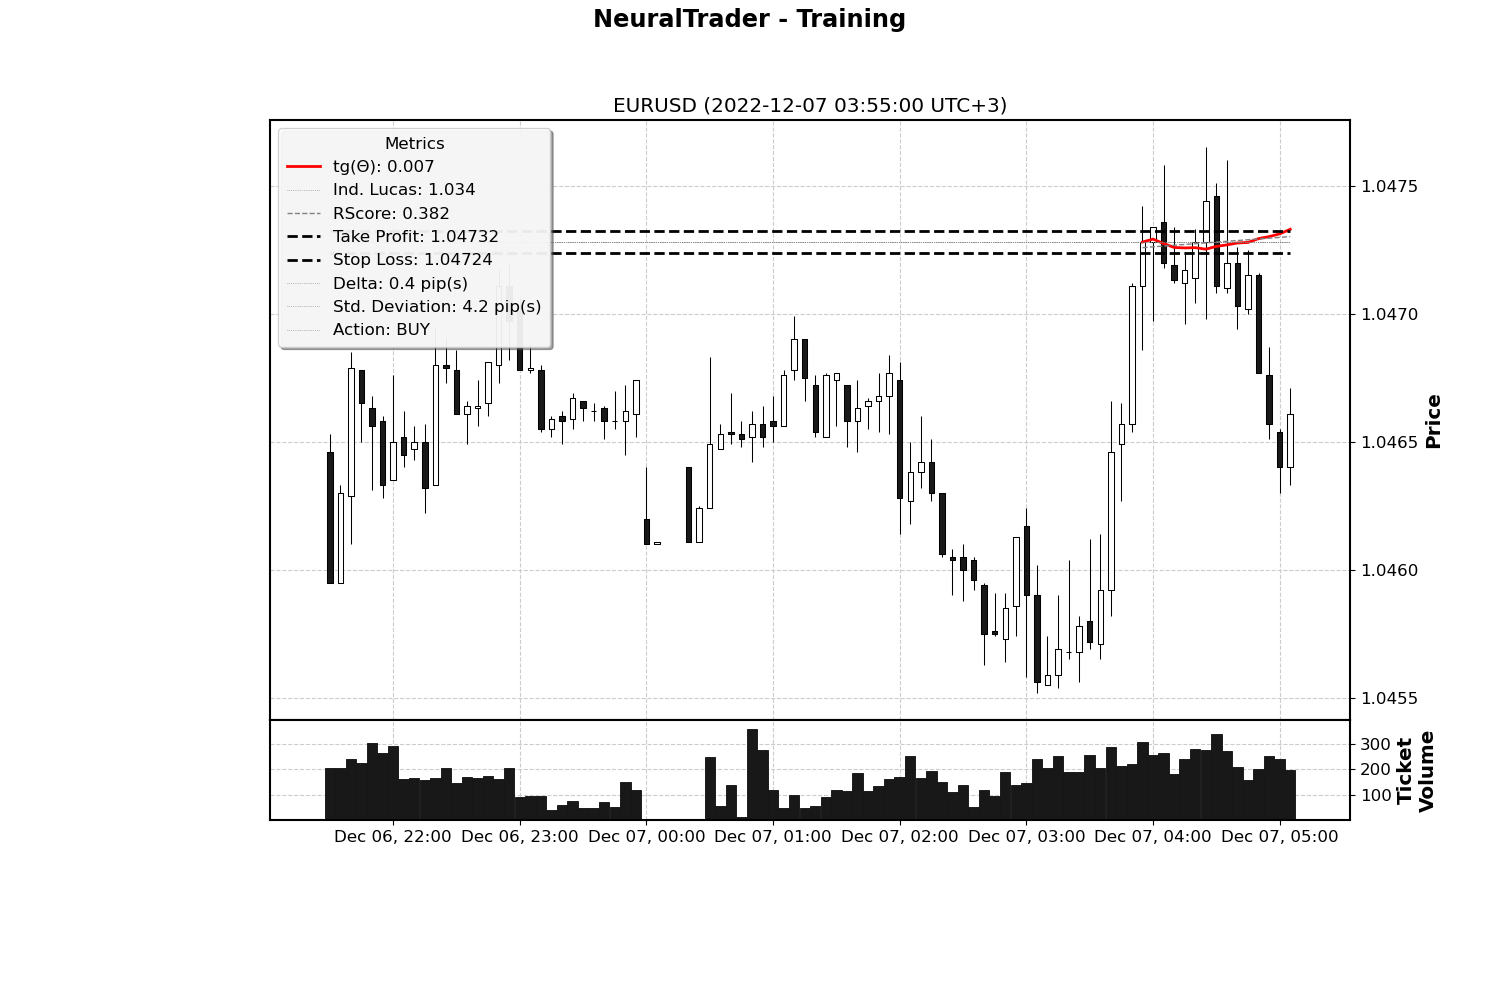 NeuralTrader - Training
EURUSD (2022-12-07 03:55:00 UTC+3)
Metrics
tg(Θ): 0.007
Ind. Lucas: 1.034
RScore: 0.382
Take Profit: 1.04732
Stop Loss: 1.04724
Delta: 0.4 pip(s)
Std. Deviation: 4.2 pip(s)
Action: BUY
1.0475
1.0470
1.0465
1.0460
1.0455
Price
300
200
100
Ticket
Volume
Dec 06, 22:00 Dec 06, 23:00 Dec 07, 00:00 Dec 07, 01:00 Dec 07, 02:00 Dec 07, 03:00 Dec 07, 04:00 Dec 07, 05:00